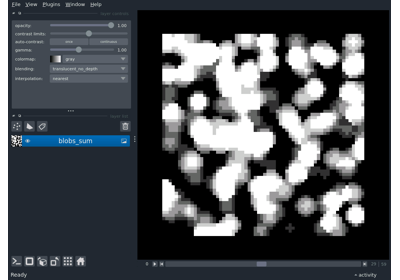 File View Plugins Window Help
opacity: 1.00
contrast limits:
auto-contrast: once continuous
gamma: 1.00
colormap: gray
blending: translucent_no_depth
interpolation: nearest
blobs_sum
Ready
activity